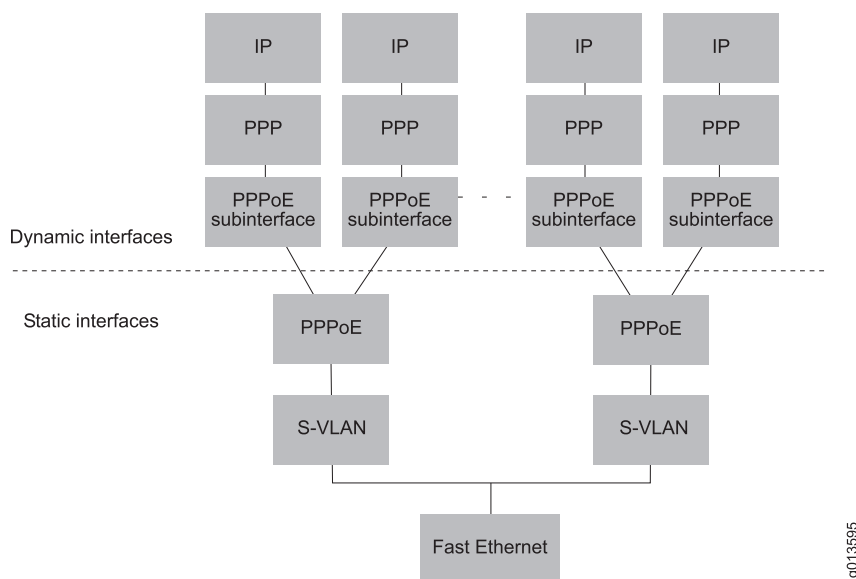 IP
IP
IP
IP
PPP
PPP
PPP
PPP
PPPoE
subinterface
PPPoE
subinterface
PPPoE
subinterface
PPPoE
subinterface
Dynamic interfaces
Static interfaces
PPPoE
PPPoE
S-VLAN
S-VLAN
Fast Ethernet
g013595